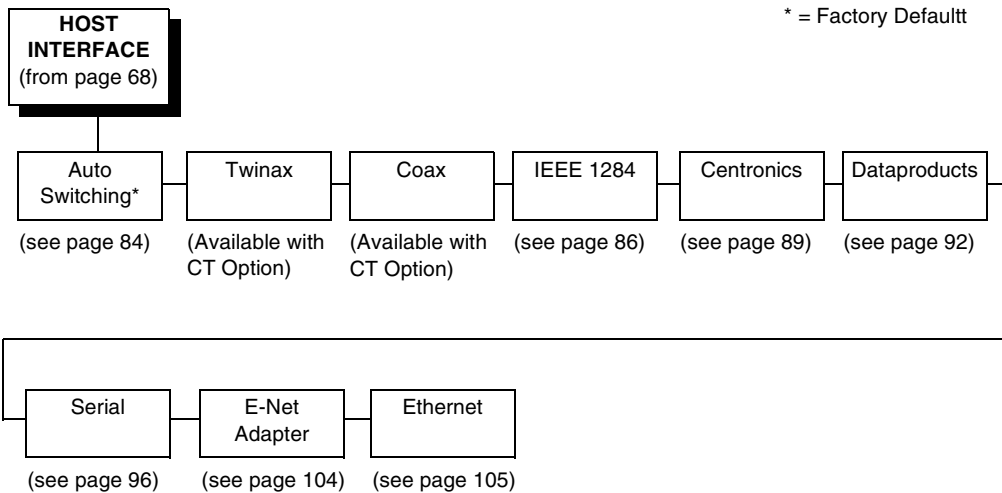 * = Factory Defaultt
HOST
INTERFACE
(from page 68)
Auto
Switching*
Twinax
Coax
IEEE 1284
Centronics
Dataproducts
(see page 84)
(Available with
CT Option)
(Available with
CT Option)
(see page 86)
(see page 89)
(see page 92)
Serial
E-Net
Adapter
Ethernet
(see page 96)
(see page 104)
(see page 105)